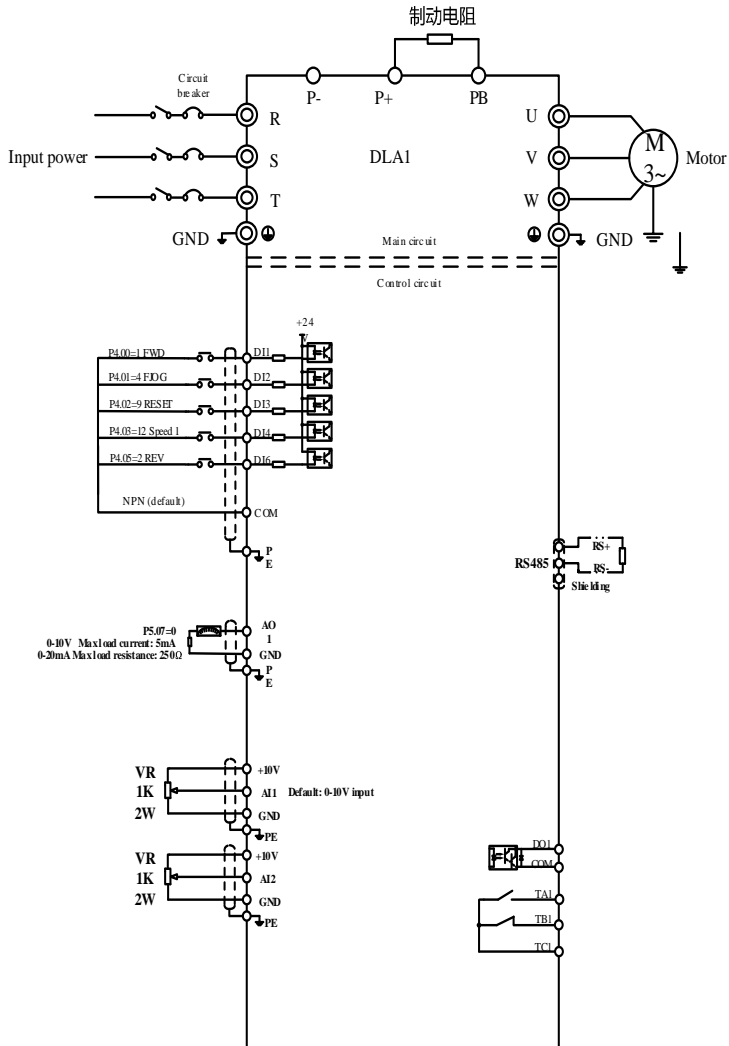 制动电阻
Circuit
breaker
P-
P+
PB
R
U
Input power
S
DLA1
V
M
3~
Motor
T
W
GND
GND
Main circuit
Control circuit
+24
V
P4.00=1 FWD
DI1
P4.01=4 FJOG
DI2
P4.02=9 RESET
DI3
P4.03=12 Speed 1
DI4
P4.05=2 REV
DI6
NPN (default)
COM
P
E
RS485
RS+
RS-
Shielding
P5.07=0
0-10V Max load current: 5mA
0-20mA Max load resistance: 250Ω
AO
1
GND
P
E
VR
1K
2W
+10V
AI1
Default: 0-10V input
GND
PE
VR
1K
2W
+10V
AI2
GND
PE
DO1
COM
TA1
TB1
TC1